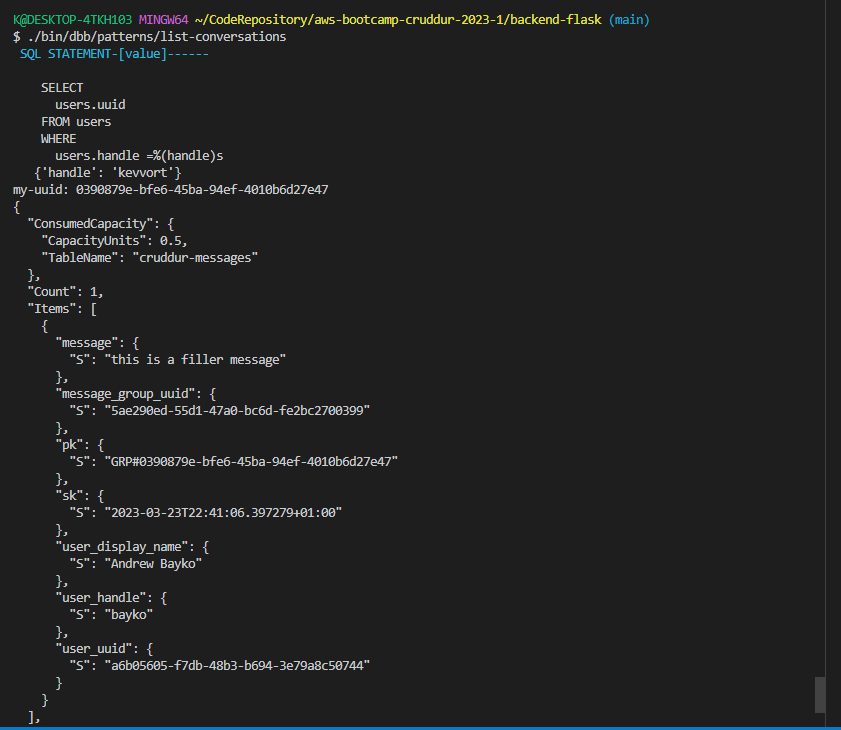 K@DESKTOP-4TKH103 MINGW64 ~/CodeRepository/aws-bootcamp-cruddur-2023-1/backend-flask (main)
$ ./bin/dbb/patterns/list-conversations
 SQL STATEMENT-[value]------

    SELECT
      users.uuid
    FROM users
    WHERE
      users.handle =%(handle)s
   {'handle': 'kevvort'}
my-uuid: 0390879e-bfe6-45ba-94ef-4010b6d27e47
{
  "ConsumedCapacity": {
    "CapacityUnits": 0.5,
    "TableName": "cruddur-messages"
  },
  "Count": 1,
  "Items": [
    {
      "message": {
        "S": "this is a filler message"
      },
      "message_group_uuid": {
        "S": "5ae290ed-55d1-47a0-bc6d-fe2bc2700399"
      },
      "pk": {
        "S": "GRP#0390879e-bfe6-45ba-94ef-4010b6d27e47"
      },
      "sk": {
        "S": "2023-03-23T22:41:06.397279+01:00"
      },
      "user_display_name": {
        "S": "Andrew Bayko"
      },
      "user_handle": {
        "S": "bayko"
      },
      "user_uuid": {
        "S": "a6b05605-f7db-48b3-b694-3e79a8c50744"
      }
    }
  ],